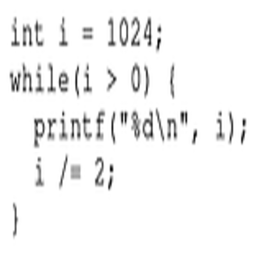 int i = 1024;
while(i > 0) {
  printf("%d\n", i);
  i /= 2;
}